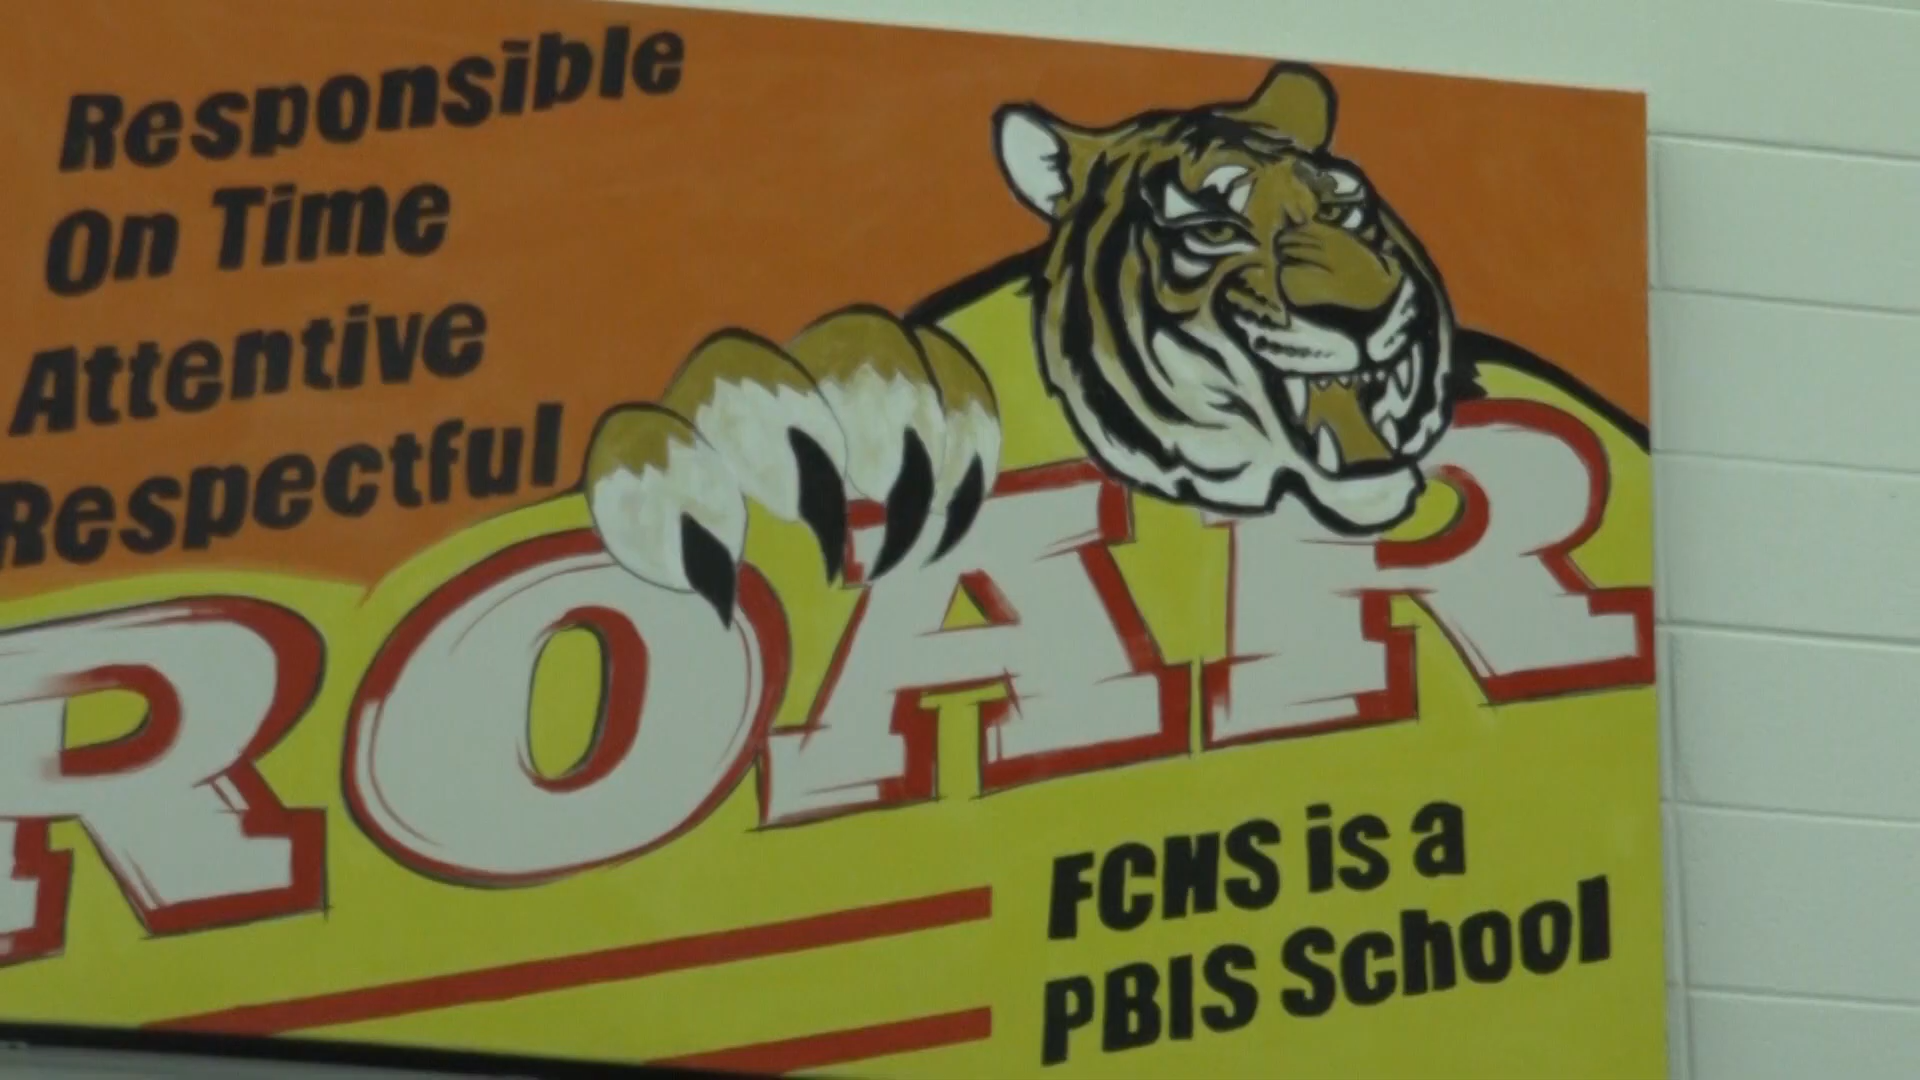 Responsible
On Time
Attentive
Respectful
ROAR
FCHS is a
PBIS School